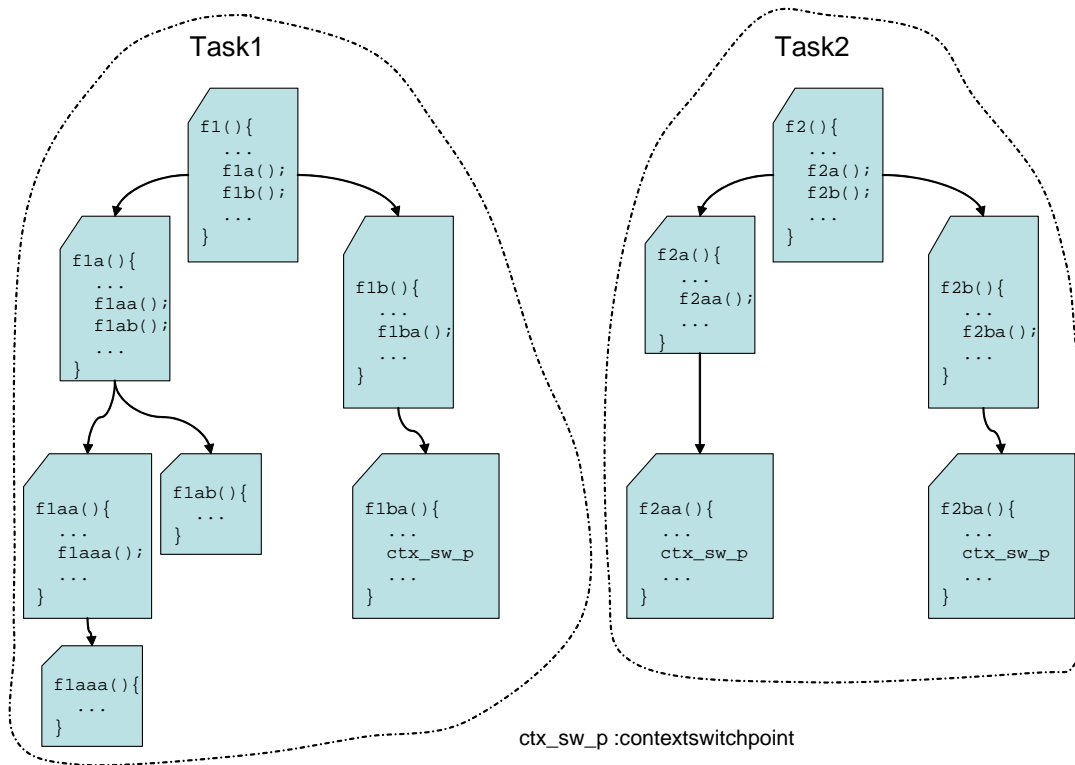 Task1
f1(){
...
f1a();
f1b();
...
}
f1a(){
...
f1aa();
f1ab();
...
}
f1b(){
...
f1ba();
...
}
f1aa(){
...
f1aaa();
...
}
f1ab(){
...
}
f1ba(){
...
ctx_sw_p
...
}
f1aaa(){
...
}
Task2
f2(){
...
f2a();
f2b();
...
}
f2a(){
...
f2aa();
...
}
f2b(){
...
f2ba();
...
}
f2aa(){
...
ctx_sw_p
...
}
f2ba(){
...
ctx_sw_p
...
}
ctx_sw_p :contextswitchpoint